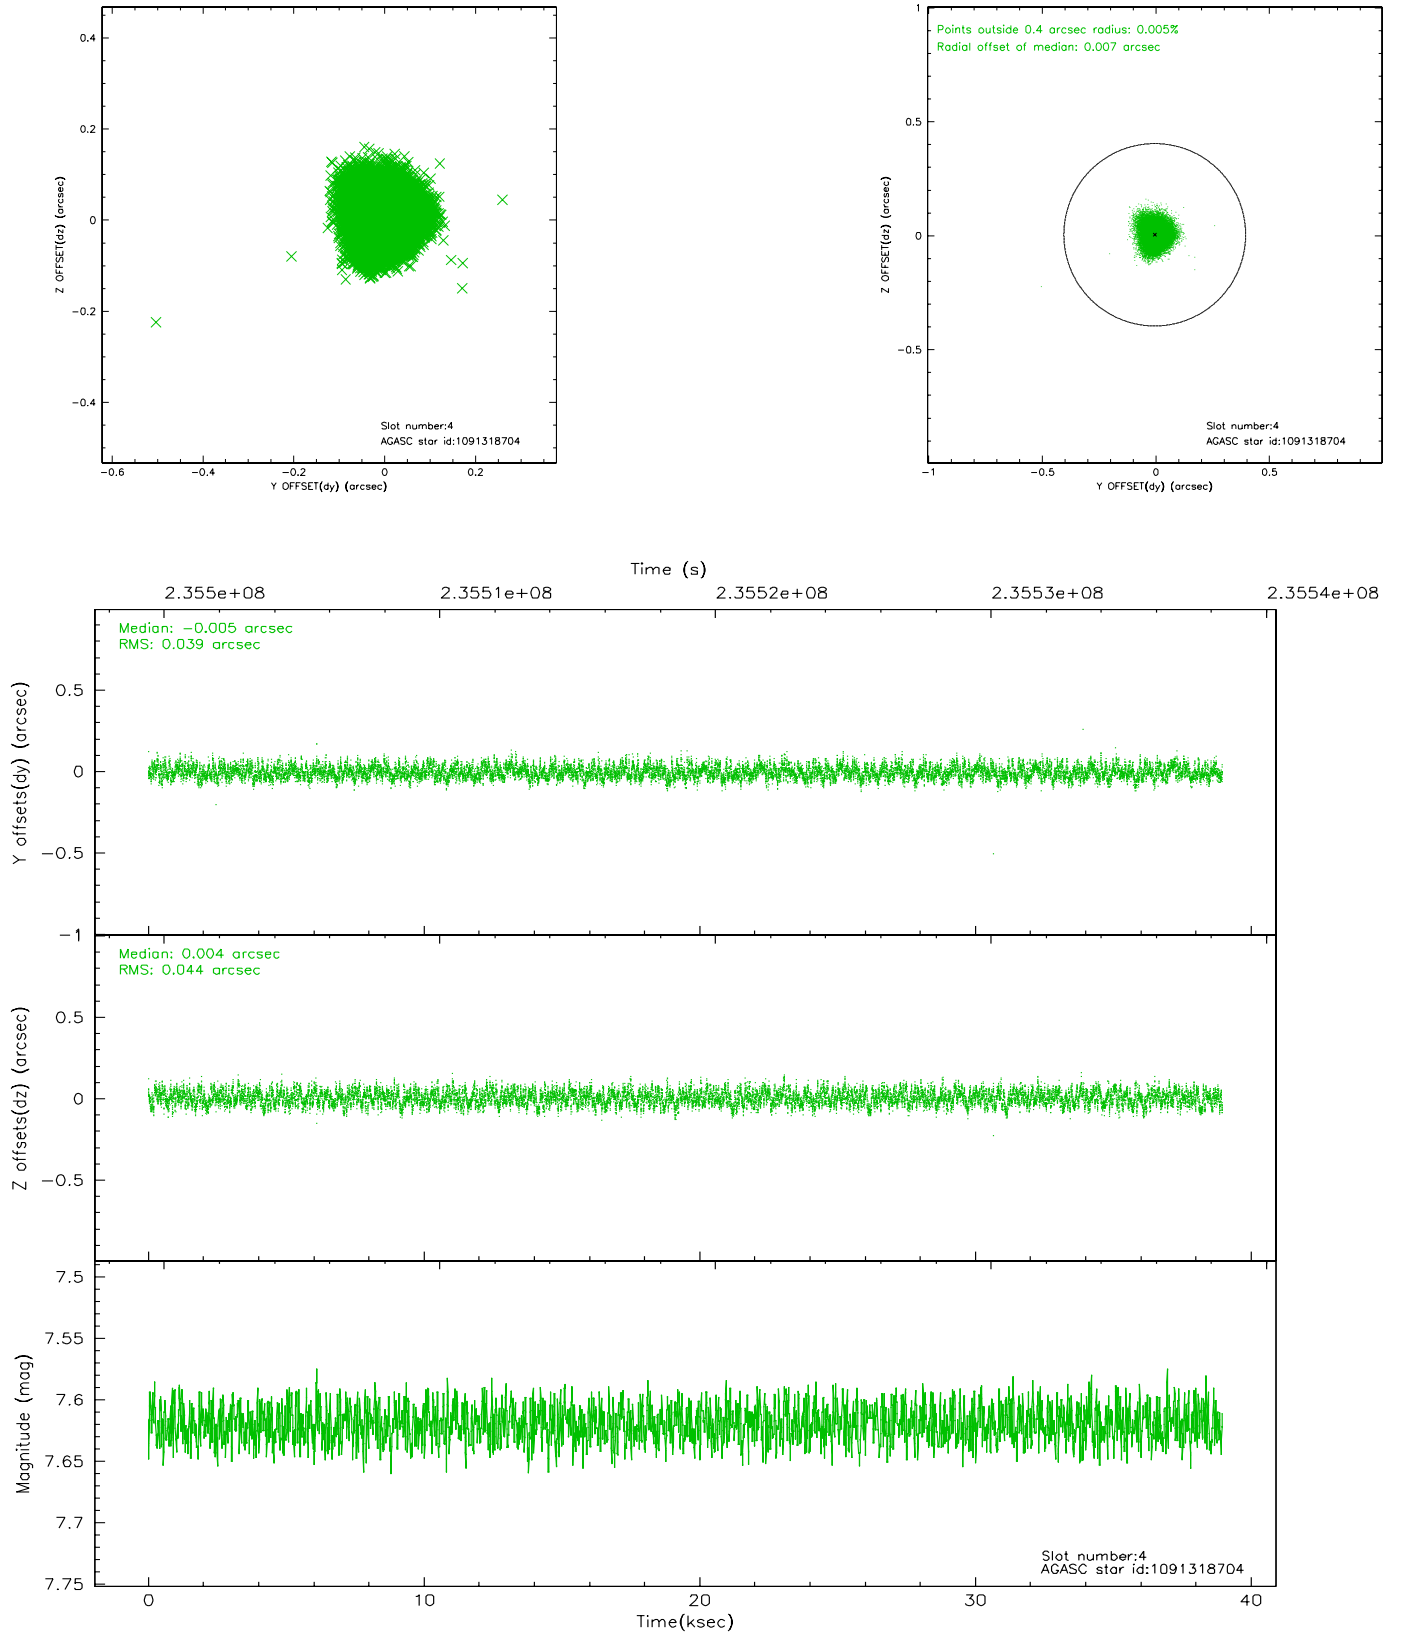 0.4
0.2
0
-0.2
-0.4
Z OFFSET(dz) (arcsec)
Slot number:4
AGASC star id:1091318704
-0.6 -0.4 -0.2 0 0.2
Y OFFSET(dy) (arcsec)
1
0.5
0
-0.5
Z OFFSET(dz) (arcsec)
Points outside 0.4 arcsec radius: 0.005%
Radial offset of median: 0.007 arcsec
Slot number:4
AGASC star id:1091318704
-1 -0.5 0 0.5
Y OFFSET(dy) (arcsec)
Time (s)
2.355e+08 2.3551e+08 2.3552e+08 2.3553e+08 2.3554e+08
Median: -0.005 arcsec
RMS: 0.039 arcsec
0.5
0
-0.5
-1
Y offsets(dy) (arcsec)
Median: 0.004 arcsec
RMS: 0.044 arcsec
0.5
0
-0.5
Z offsets(dz) (arcsec)
7.5
7.55
7.6
7.65
7.7
7.75
Magnitude (mag)
Slot number:4
AGASC star id:1091318704
0 10 20 30 40
Time(ksec)